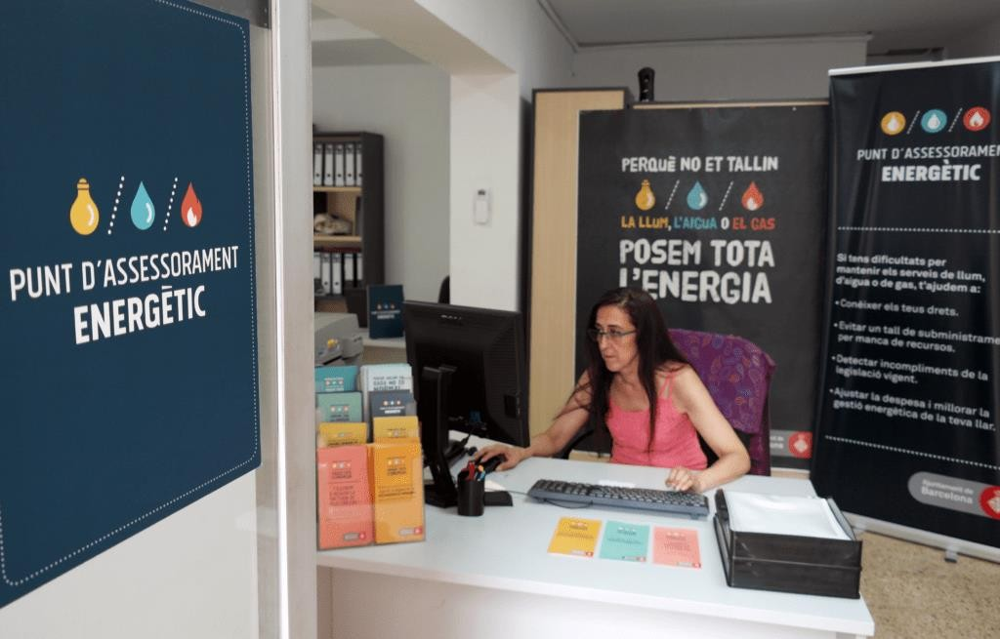 PUNT D'ASSESSORAMENT
ENERGÈTIC
PERQUÈ NO ET TALLIN
LA LLUM, L'AIGUA O EL GAS
POSEM TOTA
L'ENERGIA
PUNT D'ASSESSORAMEN
ENERGÈTIC
Si tens dificultats per
mantenir els serveis de llum,
d'aigua o de gas, t'ajudem a:
• Conèixer els teus drets.
• Evitar un tall de subministrame
per manca de recursos.
• Detectar incompliments de la
legislació vigent.
• Ajustar la despesa i millorar la
gestió energètica de la teva llar.
Ajuntament de
Barcelona